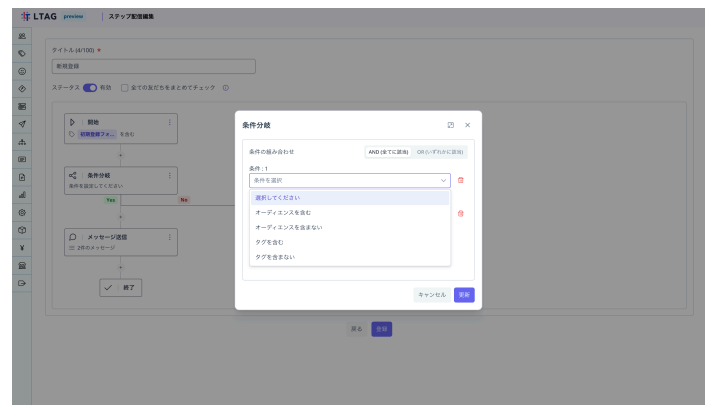 LTAG preview ステップ配信編集
タイトル (4/100) *
新規登録
ステータス 有効 全ての友だちをまとめてチェック
開始
初期登録フォ... を含む
条件分岐
条件を設定してください
Yes No
メッセージ送信
2件のメッセージ
終了
条件分岐
条件の組み合わせ AND (全てに該当) OR (いずれかに該当)
条件 : 1
条件を選択
選択してください
オーディエンスを含む
オーディエンスを含まない
タグを含む
タグを含まない
キャンセル 更新
戻る 登録